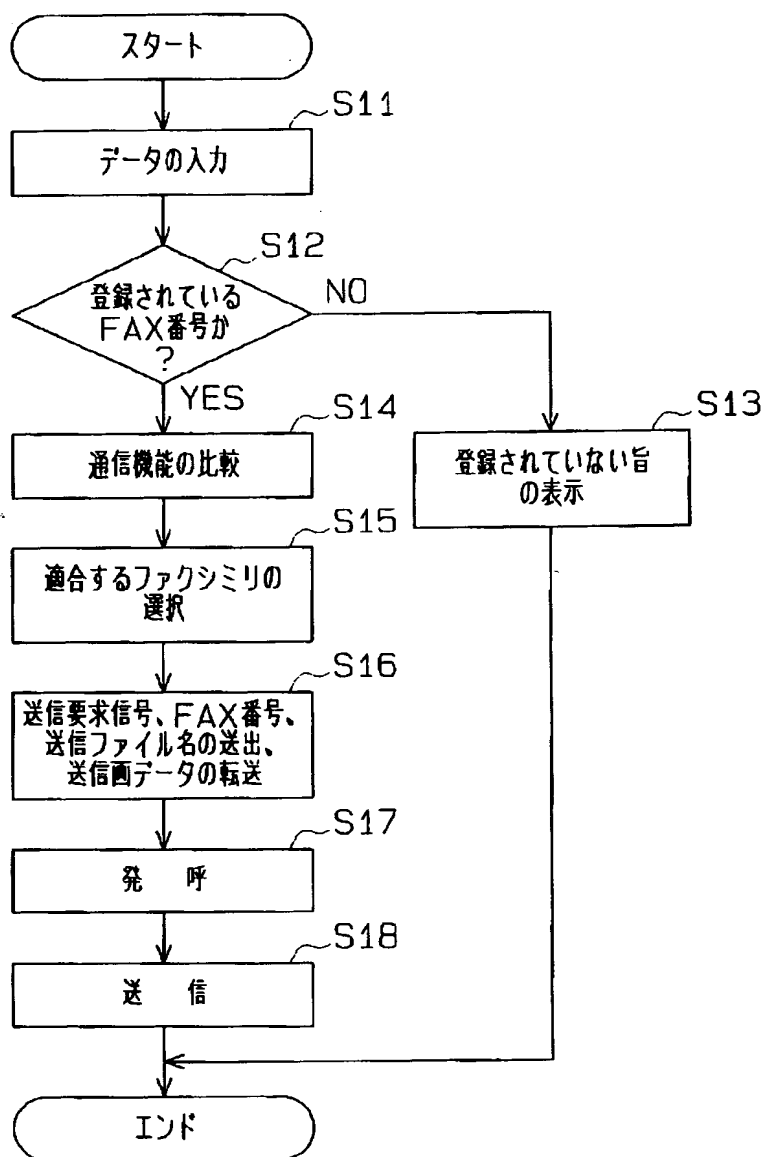 スタート
S11
データの入力
S12
登録されている
FAX番号か
?
NO
YES
S14
通信機能の比較
S13
登録されていない旨
の表示
S15
適合するファクシミリの
選択
S16
送信要求信号、FAX番号、
送信ファイル名の送出、
送信画データの転送
S17
発 呼
S18
送 信
エンド